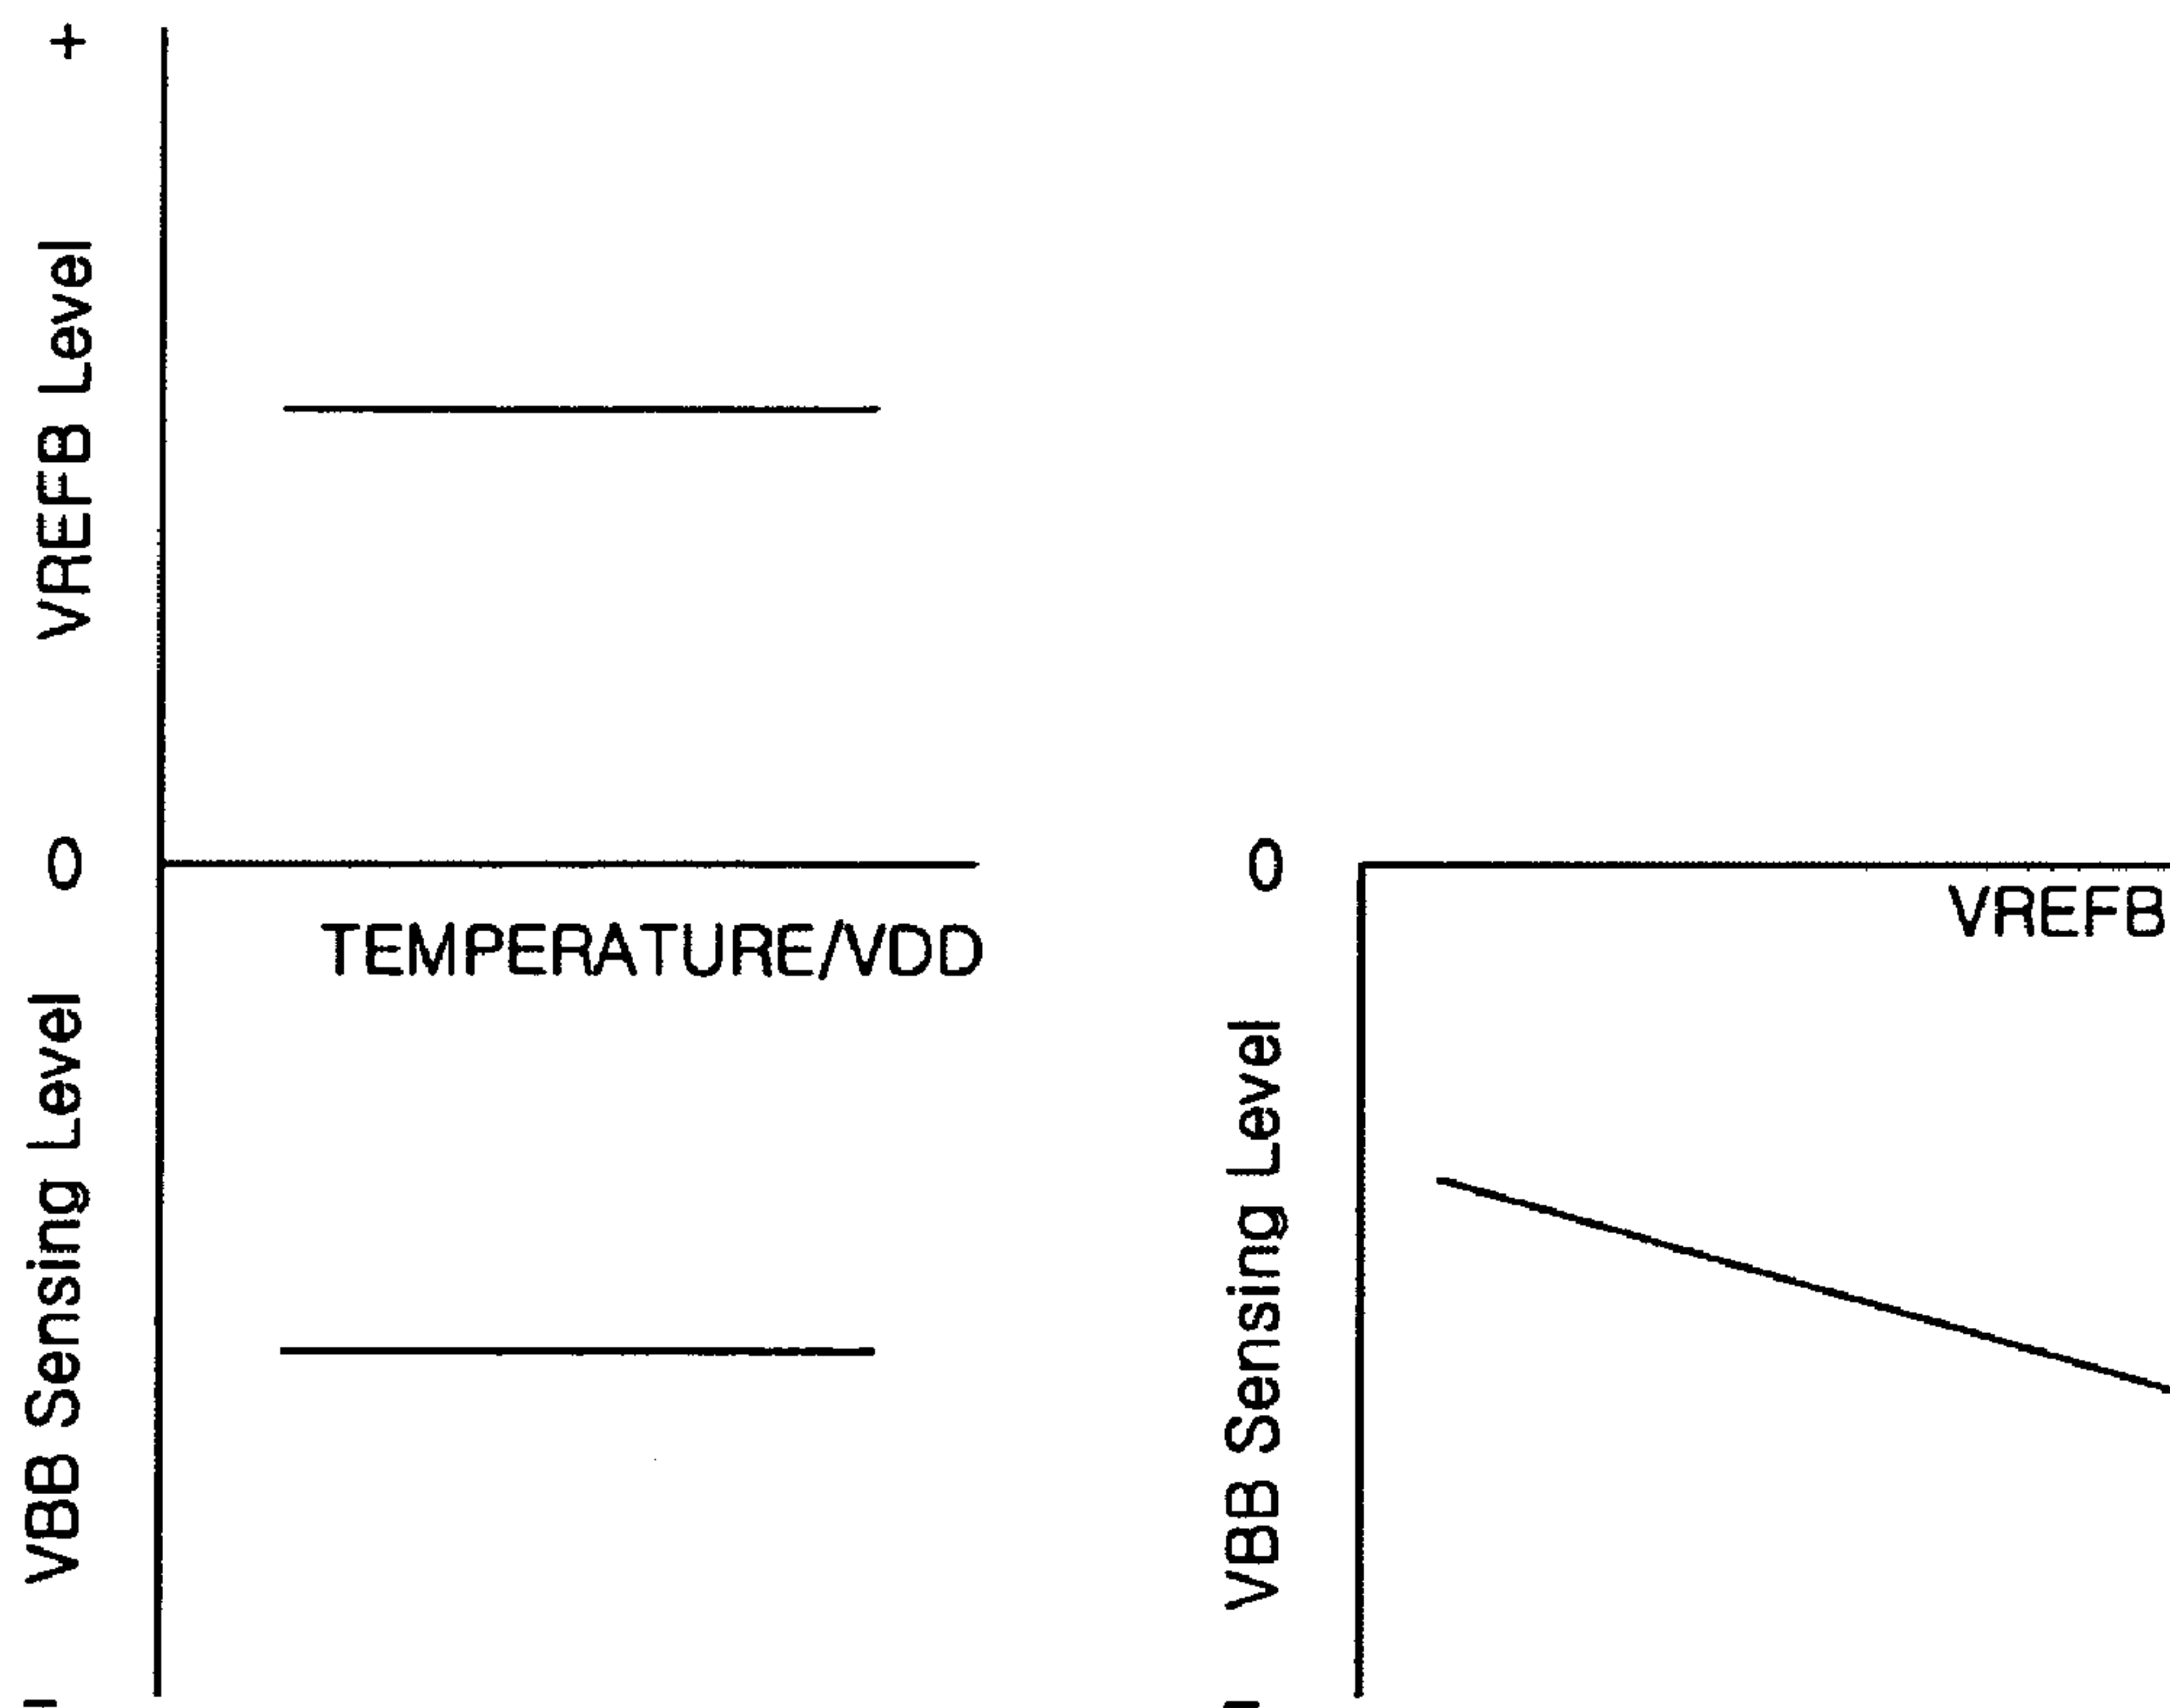 +
VREFB Level
0
TEMPERATURE/VDD
VBB Sensing Level
0
VREFB
VBB Sensing Level